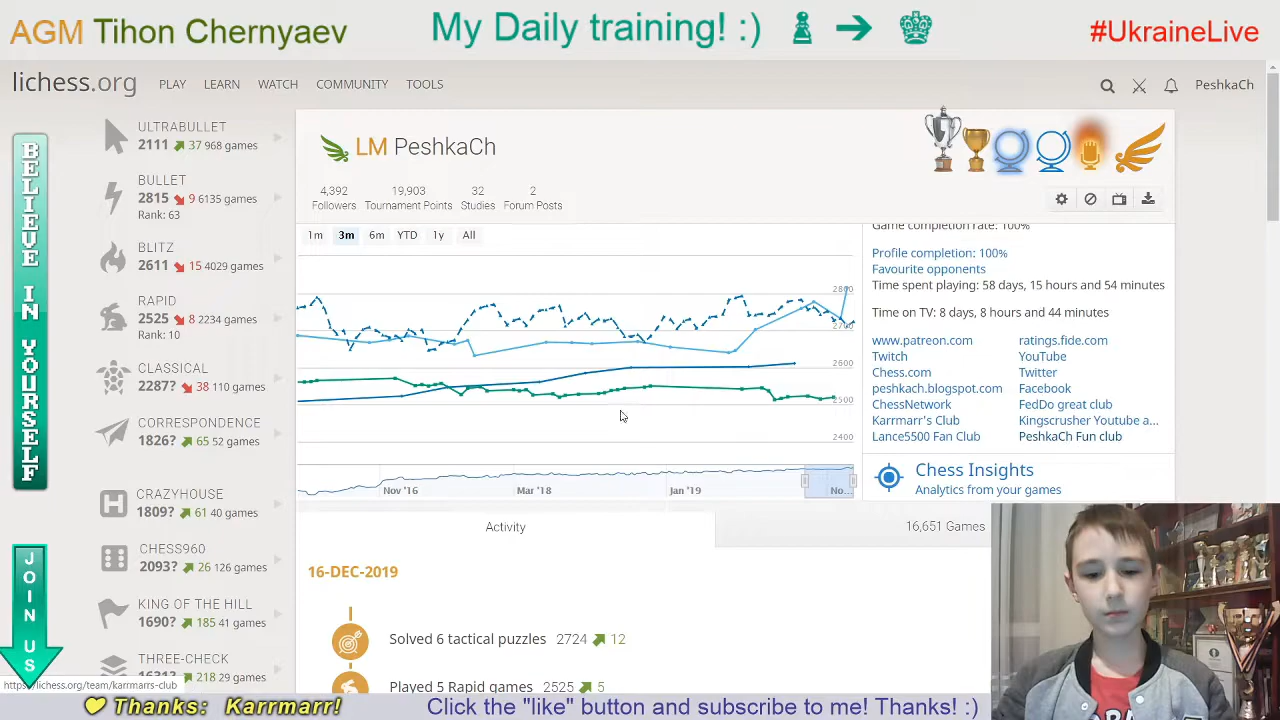 AGM Tihon Chernyaev
My Daily training! :)
#UkraineLive
lichess.org PLAY LEARN WATCH COMMUNITY TOOLS PeshkaCh
BELIEVE IN YOURSELF
JOIN US
ULTRABULLET
2111 37 968 games
BULLET
2815 9 6135 games
Rank: 63
BLITZ
2611 15 4029 games
RAPID
2525 8 2234 games
Rank: 10
CLASSICAL
2287? 38 110 games
CORRESPONDENCE
1826? 65 52 games
CRAZYHOUSE
1809? 61 40 games
CHESS960
2093? 26 126 games
KING OF THE HILL
1690? 185 41 games
THREE-CHECK
218 29 games
https://lichess.org/team/karrmarrs-club
LM PeshkaCh
4,392 19,903 32 2
Followers Tournament Points Studies Forum Posts
1m 3m 6m YTD 1y All
2800
2700
2600
2500
2400
Nov '16 Mar '18 Jan '19 No...
Game completion rate: 100%
Profile completion: 100%
Favourite opponents
Time spent playing: 58 days, 15 hours and 54 minutes
Time on TV: 8 days, 8 hours and 44 minutes
www.patreon.com ratings.fide.com
Twitch YouTube
Chess.com Twitter
peshkach.blogspot.com Facebook
ChessNetwork FedDo great club
Karrmarr's Club Kingscrusher Youtube a...
Lance5500 Fan Club PeshkaCh Fun club
Chess Insights
Analytics from your games
Activity 16,651 Games
16-DEC-2019
Solved 6 tactical puzzles 2724 12
Played 5 Rapid games 2525 5
Thanks: Karrmarr!
Click the "like" button and subscribe to me! Thanks! :)